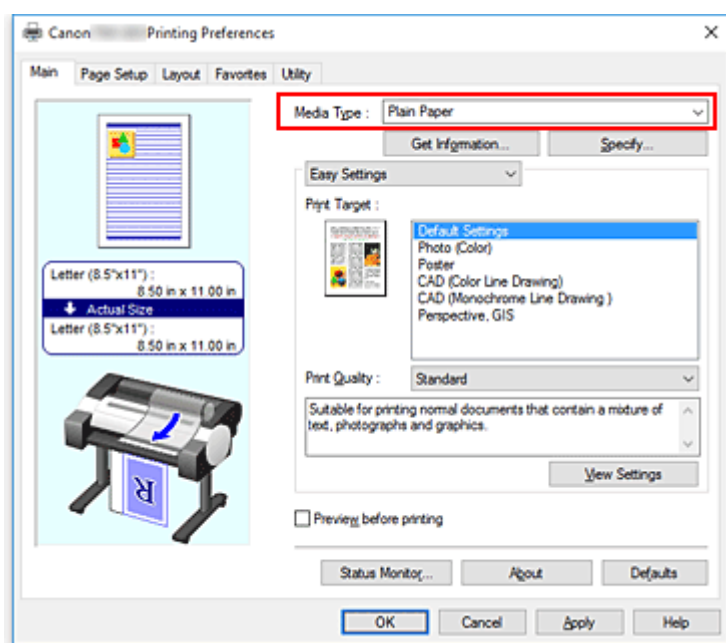 Canon Printing Preferences
Main Page Setup Layout Favorites Utility
Media Type : Plain Paper
Get Information... Specify...
Easy Settings
Print Target :
Default Settings
Photo (Color)
Poster
CAD (Color Line Drawing)
CAD (Monochrome Line Drawing )
Perspective, GIS
Letter (8.5"x11") :
8.50 in x 11.00 in
Actual Size
Letter (8.5"x11") :
8.50 in x 11.00 in
Print Quality : Standard
Suitable for printing normal documents that contain a mixture of
text, photographs and graphics.
View Settings
R
Preview before printing
Status Monitor... About Defaults
OK Cancel Apply Help